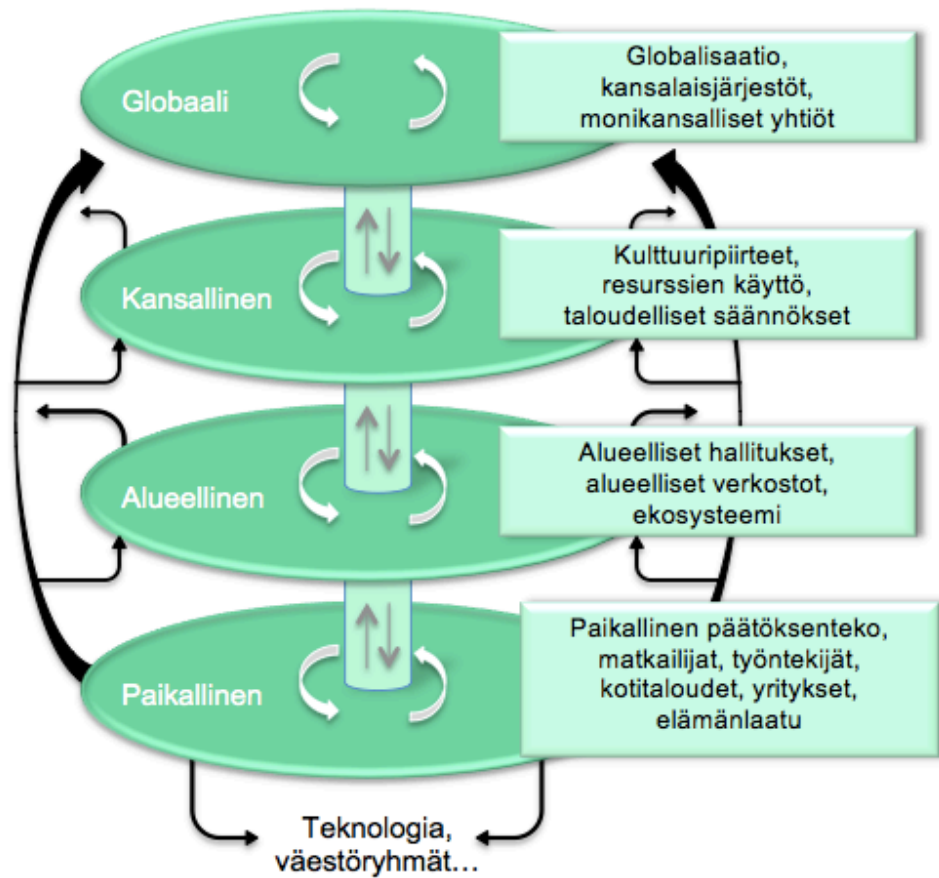 Globaali
Globalisaatio,
kansalaisjärjestöt,
monikansalliset yhtiöt
Kansallinen
Kulttuuripiirteet,
resurssien käyttö,
taloudelliset säännökset
Alueellinen
Alueelliset hallitukset,
alueelliset verkostot,
ekosysteemi
Paikallinen
Paikallinen päätöksenteko,
matkailijat, työntekijät,
kotitaloudet, yritykset,
elämänlaatu
Teknologia,
väestöryhmät…